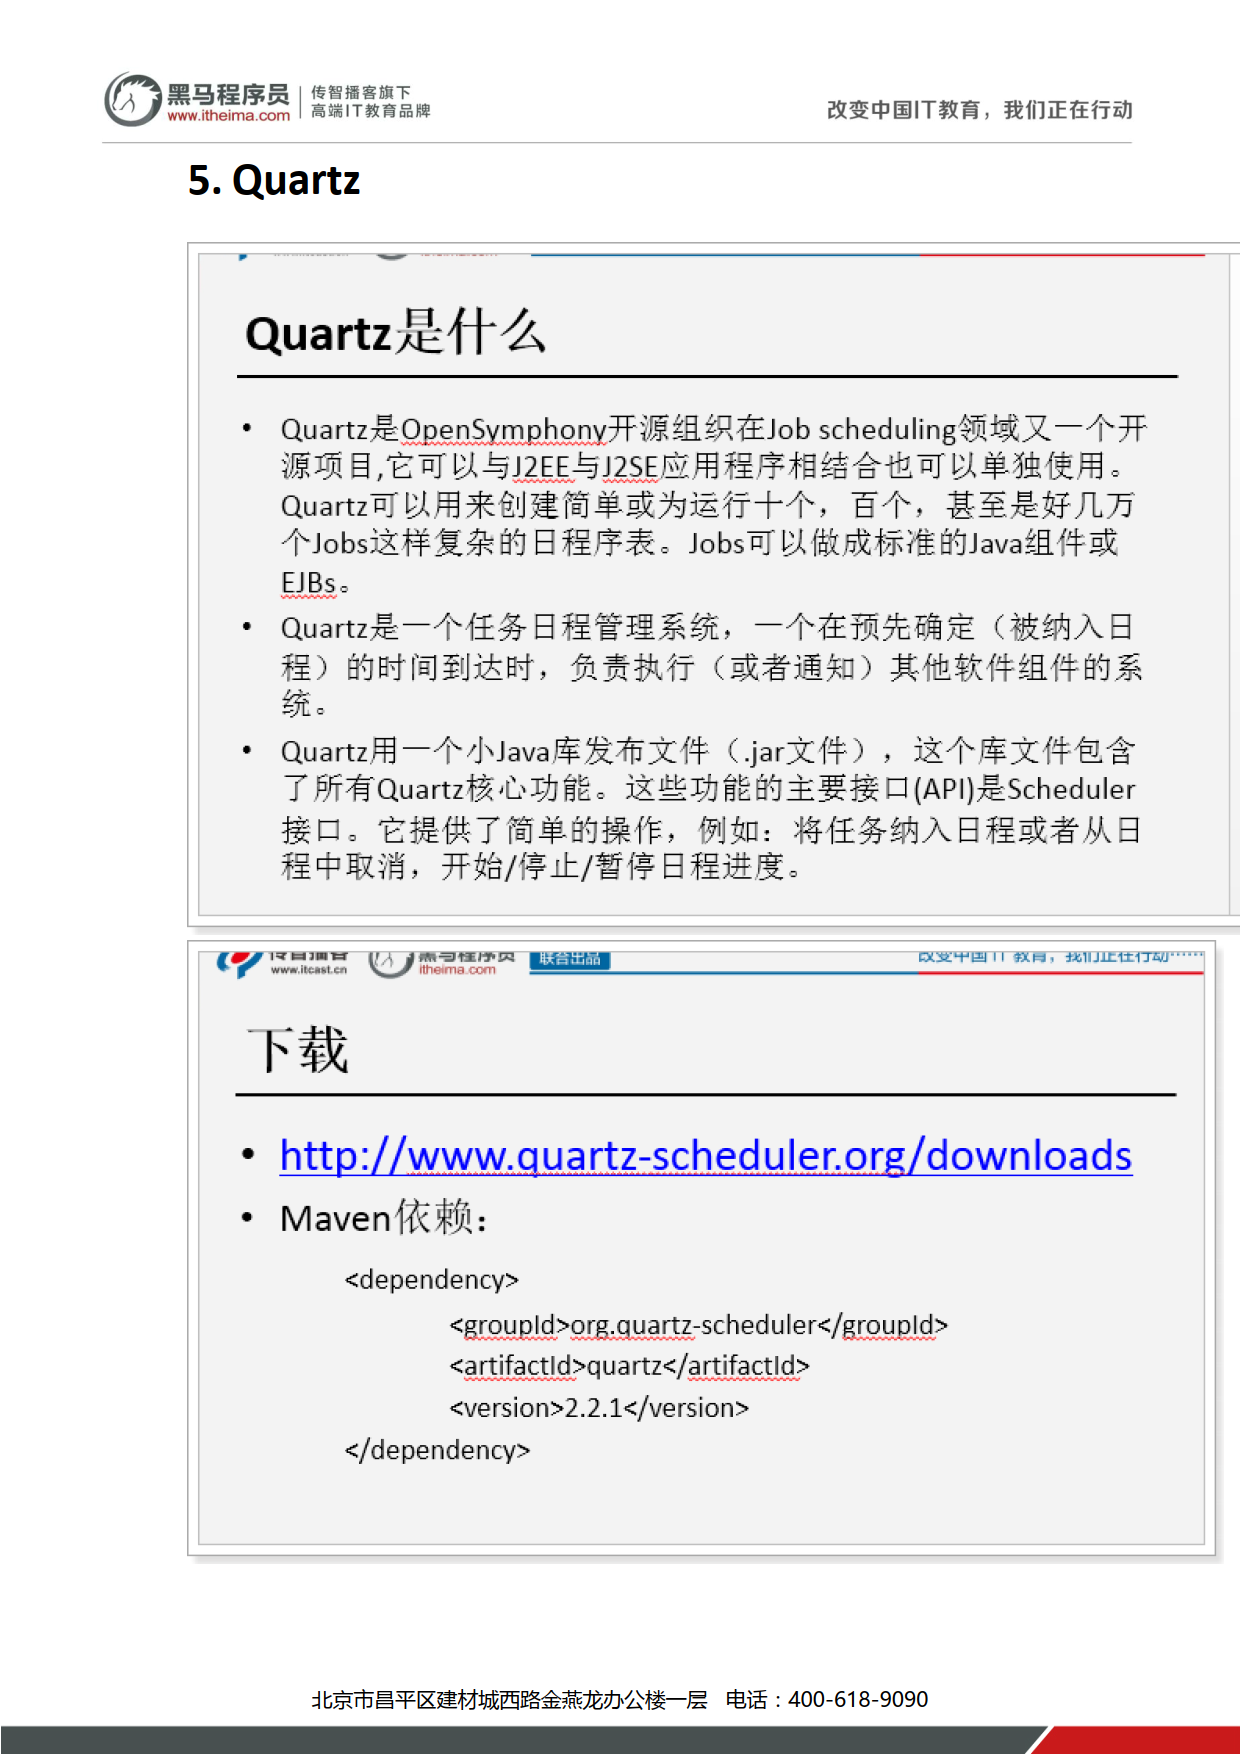 黑马程序员
www.itheima.com
传智播客旗下
高端IT教育品牌
改变中国IT教育，我们正在行动
5. Quartz
Quartz是什么
• Quartz是OpenSymphony开源组织在Job scheduling领域又一个开
源项目,它可以与J2EE与J2SE应用程序相结合也可以单独使用。
Quartz可以用来创建简单或为运行十个，百个，甚至是好几万
个Jobs这样复杂的日程序表。Jobs可以做成标准的Java组件或
EJBs。
• Quartz是一个任务日程管理系统，一个在预先确定（被纳入日
程）的时间到达时，负责执行（或者通知）其他软件组件的系
统。
• Quartz用一个小Java库发布文件（.jar文件），这个库文件包含
了所有Quartz核心功能。这些功能的主要接口(API)是Scheduler
接口。它提供了简单的操作，例如：将任务纳入日程或者从日
程中取消，开始/停止/暂停日程进度。
传智播客
www.itcast.cn
黑马程序员
itheima.com
联合出品
改变中国 IT 教育，我们正在行动……
下载
• http://www.quartz-scheduler.org/downloads
• Maven依赖：
<dependency>
<groupId>org.quartz-scheduler</groupId>
<artifactId>quartz</artifactId>
<version>2.2.1</version>
</dependency>
北京市昌平区建材城西路金燕龙办公楼一层 电话：400-618-9090